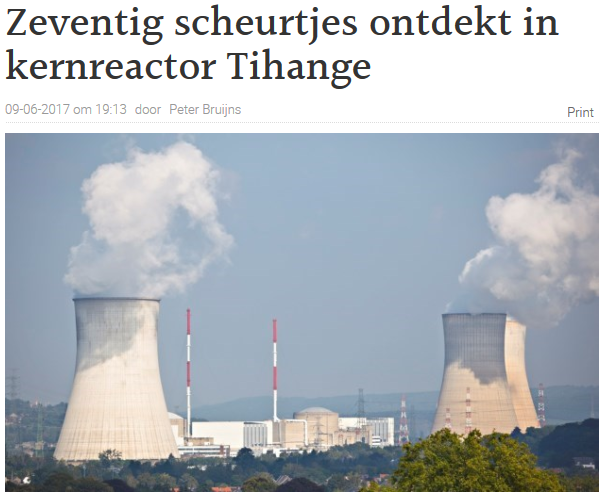 Zeventig scheurtjes ontdekt in
kernreactor Tihange
09-06-2017 om 19:13 door Peter Bruijns
Print